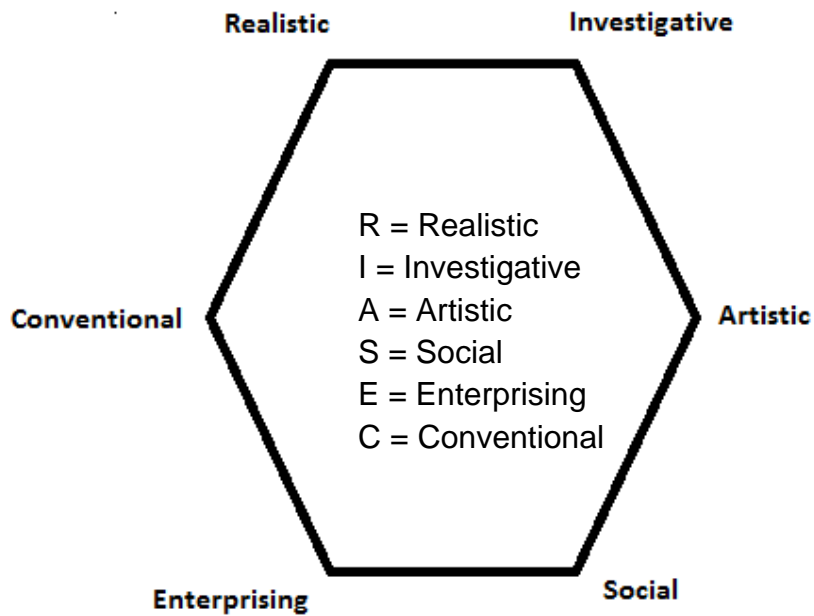 Realistic
Investigative
R = Realistic
I = Investigative
A = Artistic
S = Social
E = Enterprising
C = Conventional
Conventional
Artistic
Enterprising
Social